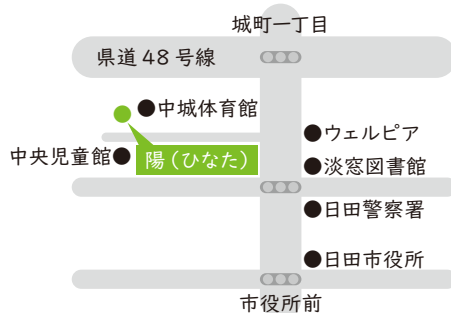 城町一丁目
県道48号線
●中城体育館
●ウェルピア
中央児童館●
陽(ひなた)
●淡窓図書館
●日田警察署
●日田市役所
市役所前